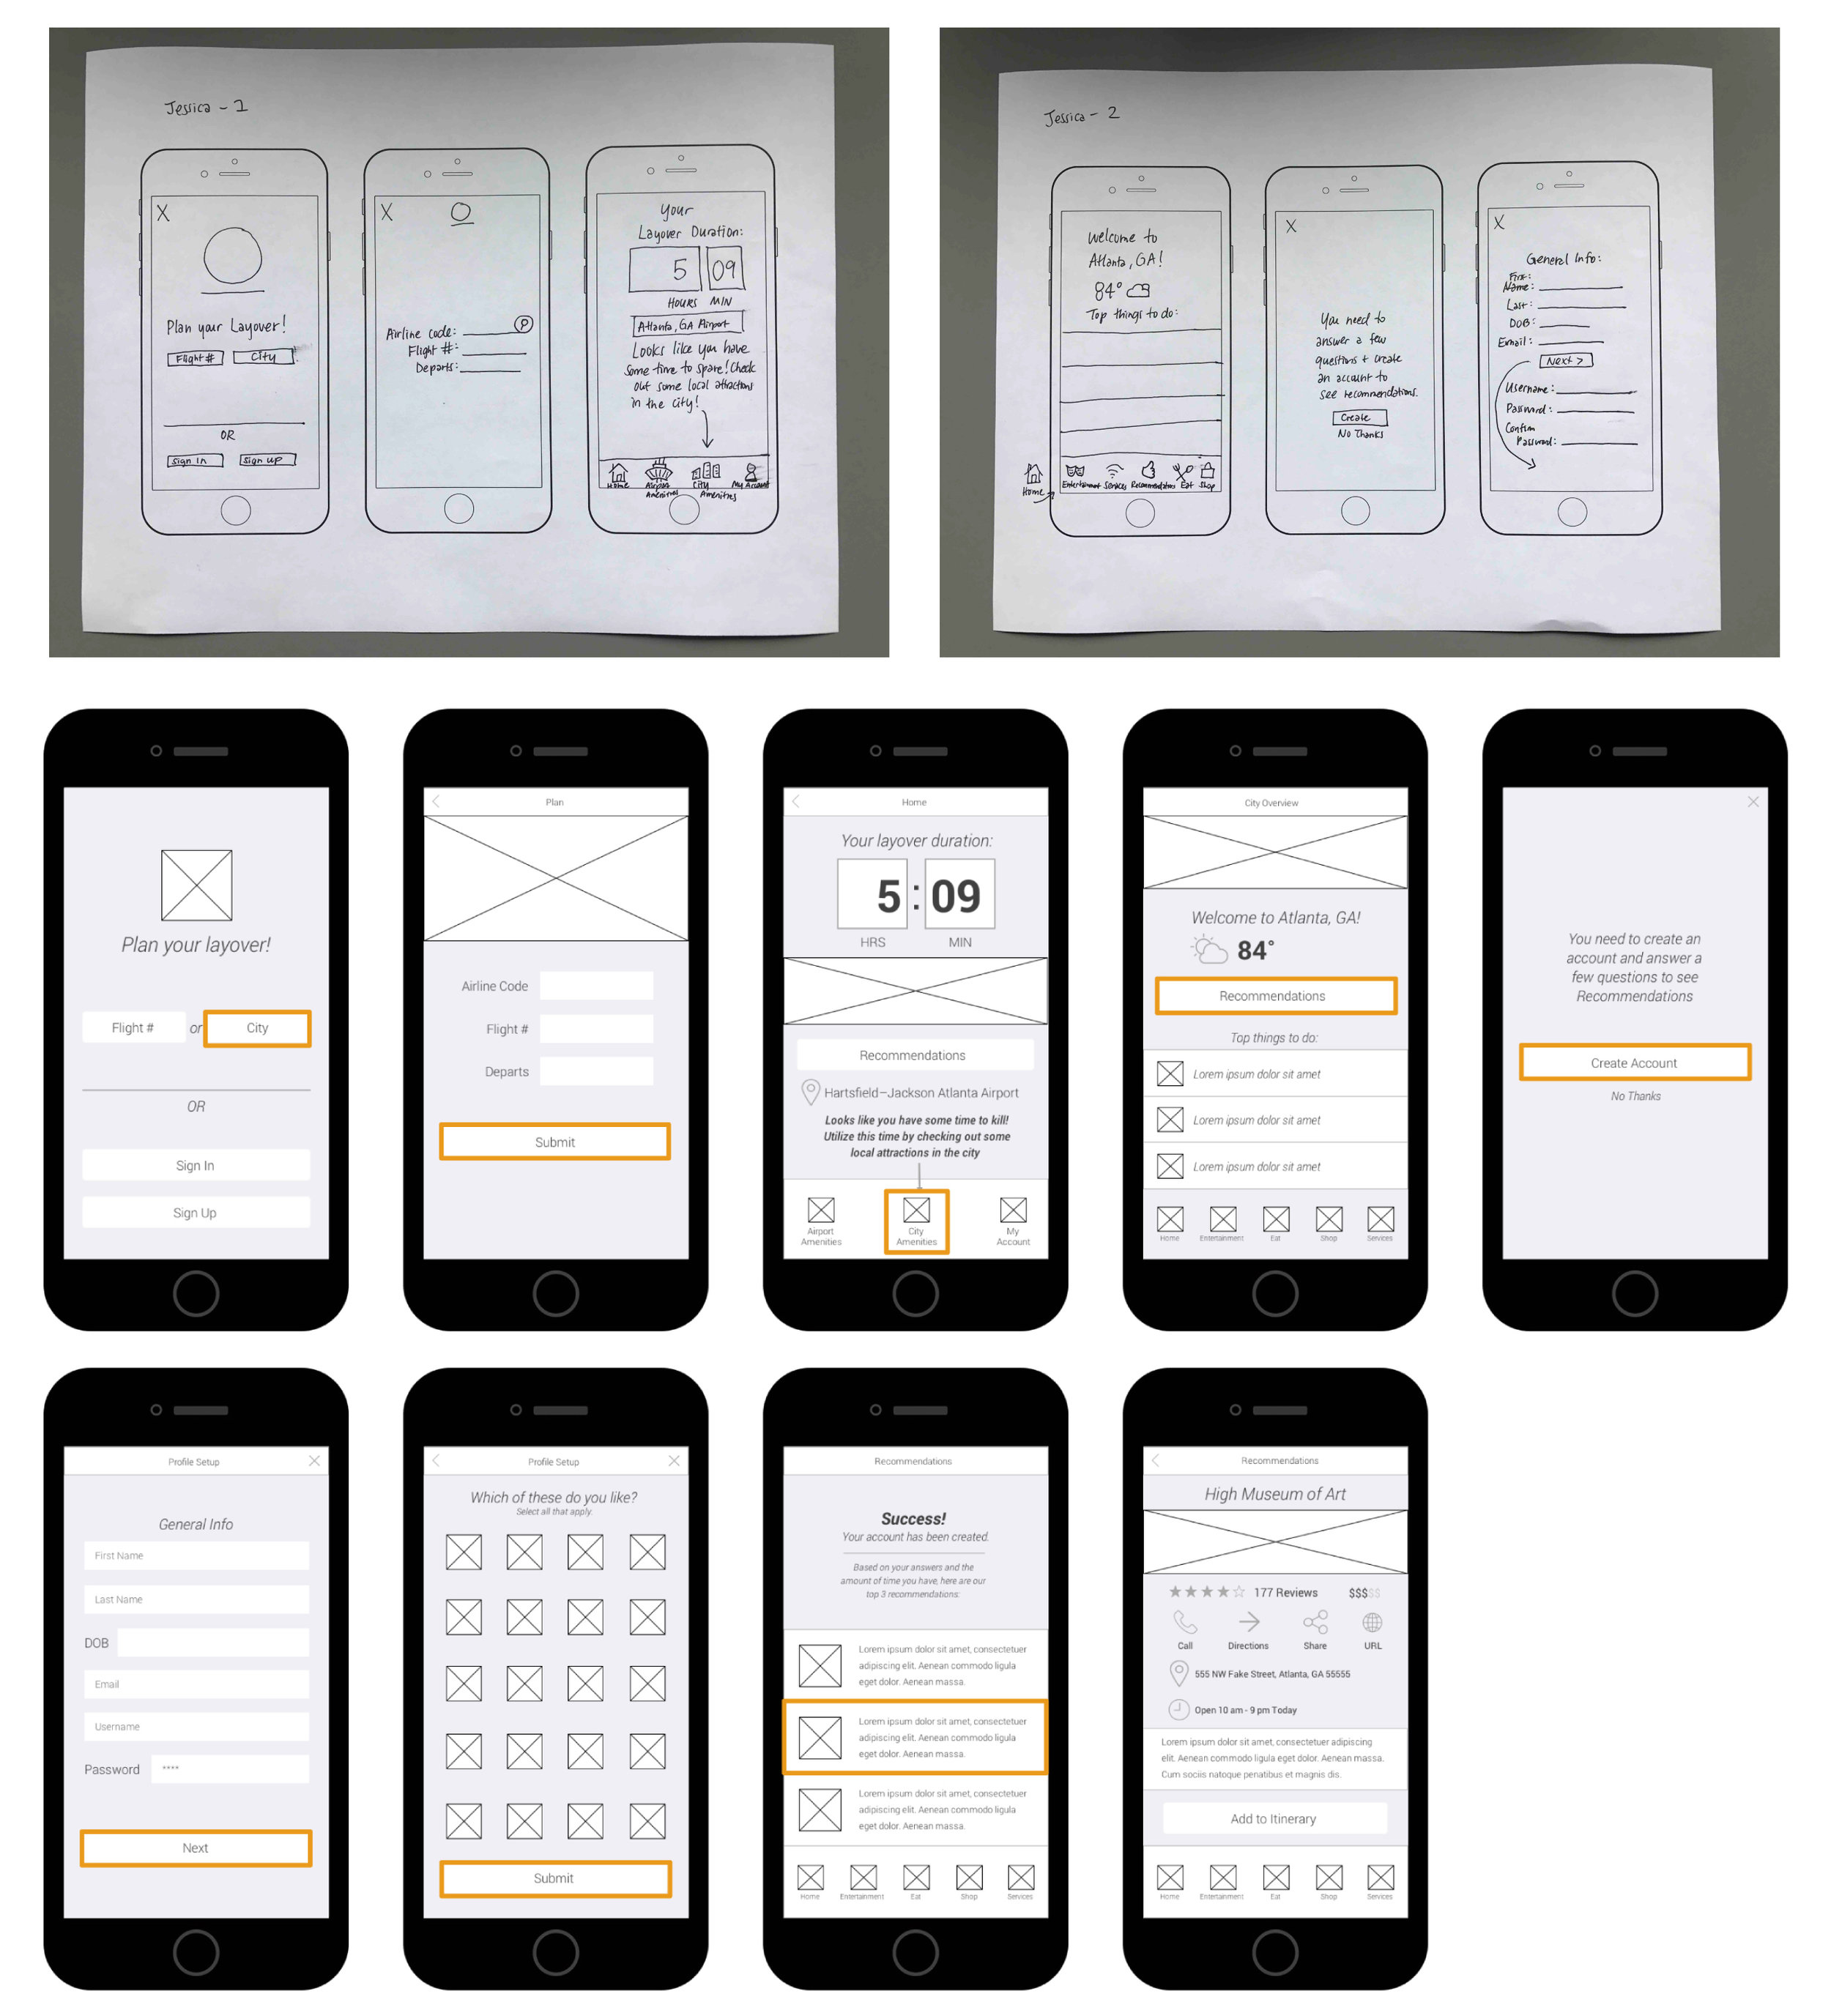 Jessica - 1
X
Plan your Layover!
Flight #
City
OR
Sign in
Sign up
X
Airline code:
Flight #:
Departs:
Your
Layover Duration:
5
09
HOURS MIN
Atlanta, GA Airport
Looks like you have
some time to spare! Check
out some local attractions
in the city!
Home
Airport
Amenities
City
Amenities
My Account
Jessica - 2
Welcome to
Atlanta, GA!
84°
Top things to do:
Home
Entertainment
Services
Recommendations
Eat
Shop
X
You need to
answer a few
questions + create
an account to
see recommendations.
Create
No Thanks
X
General Info:
First:
Name:
Last:
DOB:
Email:
Next >
Username:
Password:
Confirm
Password:
Plan your layover!
Flight #
or
City
OR
Sign In
Sign Up
Plan
Airline Code
Flight #
Departs
Submit
Home
Your layover duration:
5:09
HRS MIN
Recommendations
Hartsfield–Jackson Atlanta Airport
Looks like you have some time to kill!
Utilize this time by checking out some
local attractions in the city
Airport
Amenities
City
Amenities
My
Account
City Overview
Welcome to Atlanta, GA!
84°
Recommendations
Top things to do:
Lorem ipsum dolor sit amet
Lorem ipsum dolor sit amet
Lorem ipsum dolor sit amet
Home
Entertainment
Eat
Shop
Services
You need to create an
account and answer a
few questions to see
Recommendations
Create Account
No Thanks
Profile Setup
General Info
First Name
Last Name
DOB
Email
Username
Password
****
Next
Profile Setup
Which of these do you like?
Select all that apply.
Submit
Recommendations
Success!
Your account has been created.
Based on your answers and the
amount of time you have, here are our
top 3 recommendations:
Lorem ipsum dolor sit amet, consectetuer
adipiscing elit. Aenean commodo ligula
eget dolor. Aenean massa.
Lorem ipsum dolor sit amet, consectetuer
adipiscing elit. Aenean commodo ligula
eget dolor. Aenean massa.
Lorem ipsum dolor sit amet, consectetuer
adipiscing elit. Aenean commodo ligula
eget dolor. Aenean massa.
Home
Entertainment
Eat
Shop
Services
Recommendations
High Museum of Art
177 Reviews
$$$$$
Call
Directions
Share
URL
555 NW Fake Street, Atlanta, GA 55555
Open 10 am - 9 pm Today
Lorem ipsum dolor sit amet, consectetuer adipiscing
elit. Aenean commodo ligula eget dolor. Aenean massa.
Cum sociis natoque penatibus et magnis dis.
Add to Itinerary
Home
Entertainment
Eat
Shop
Services